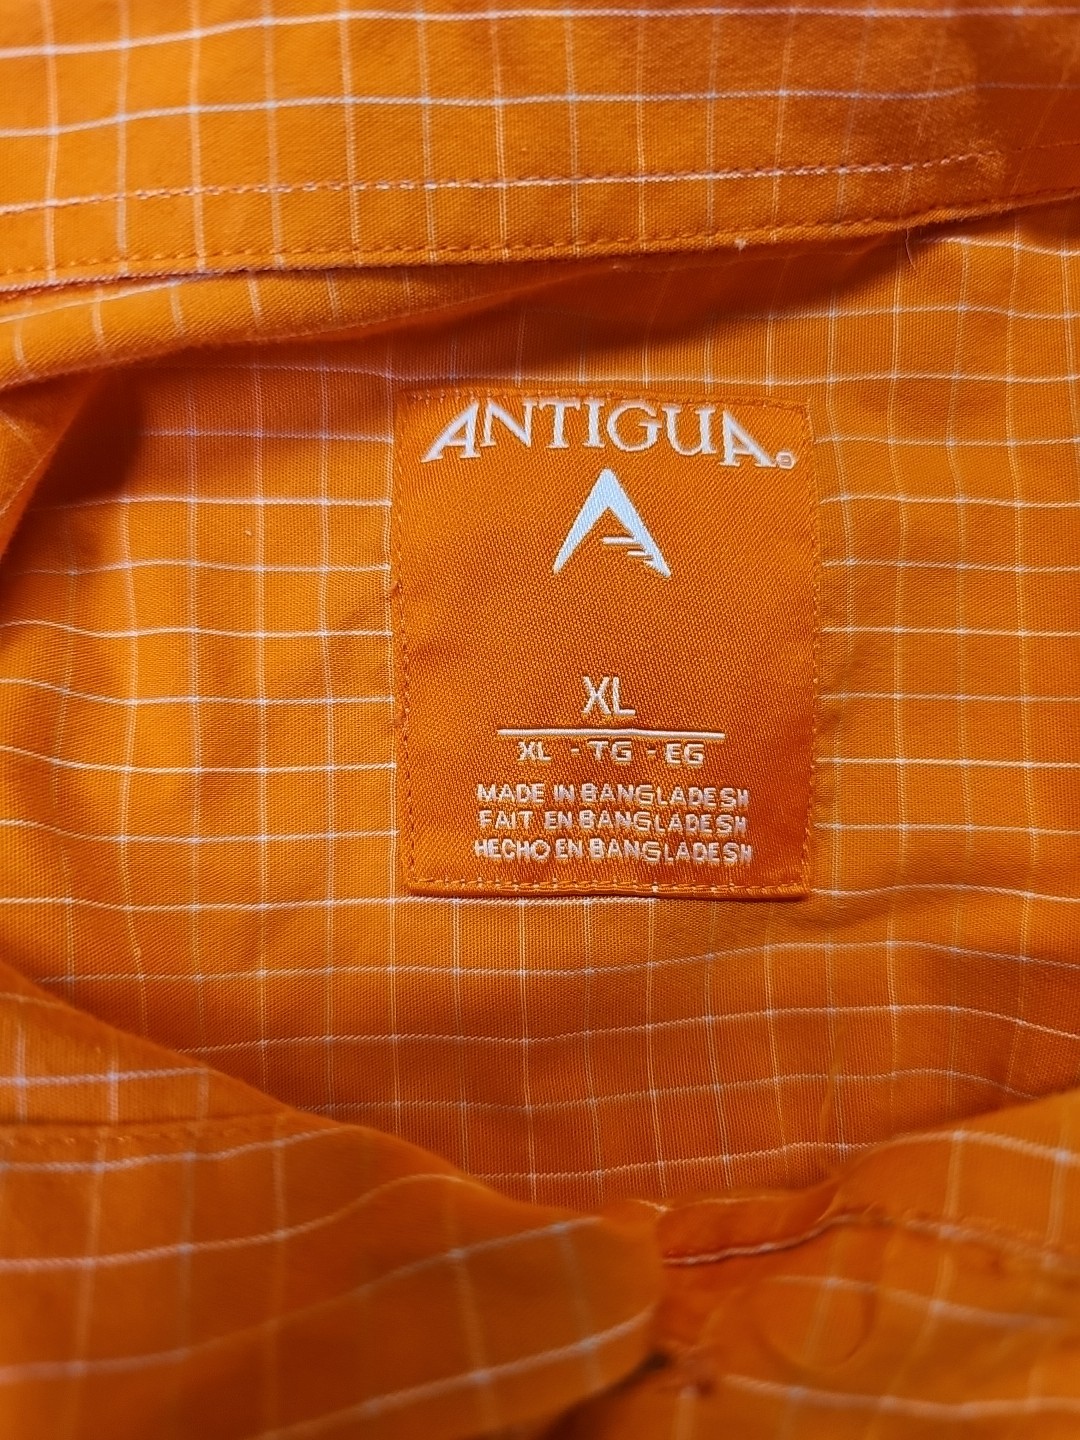 ANTIGUA®
XL
XL - TG - EG
MADE IN BANGLADESH
FAIT EN BANGLADESH
HECHO EN BANGLADESH